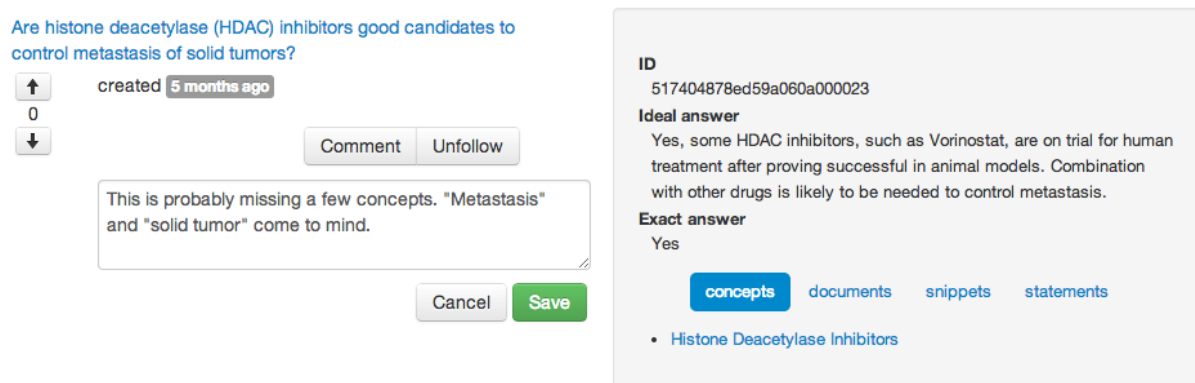 Are histone deacetylase (HDAC) inhibitors good candidates to
control metastasis of solid tumors?
created 5 months ago
0
Comment Unfollow
This is probably missing a few concepts. "Metastasis"
and "solid tumor" come to mind.
Cancel Save
ID
517404878ed59a060a000023
Ideal answer
Yes, some HDAC inhibitors, such as Vorinostat, are on trial for human
treatment after proving successful in animal models. Combination
with other drugs is likely to be needed to control metastasis.
Exact answer
Yes
concepts documents snippets statements
• Histone Deacetylase Inhibitors